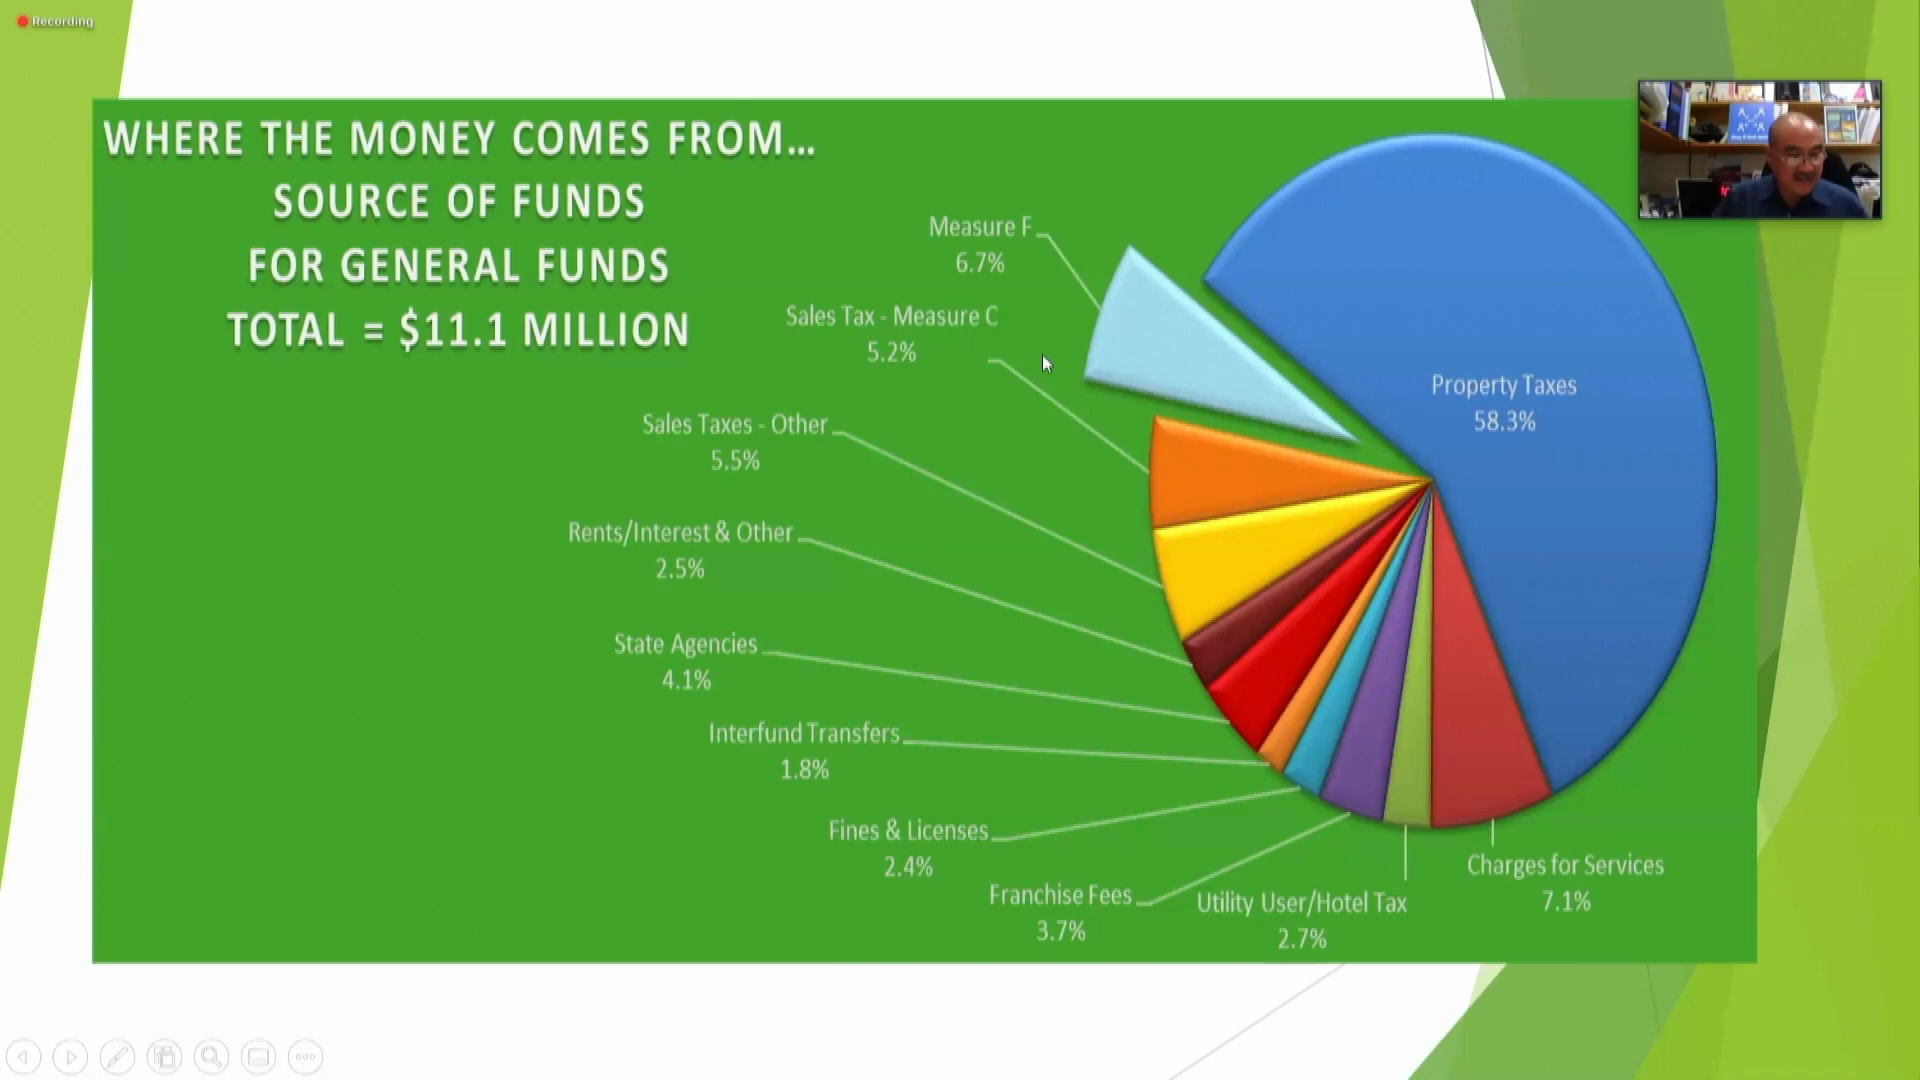 Recording
WHERE THE MONEY COMES FROM...
SOURCE OF FUNDS
FOR GENERAL FUNDS
TOTAL = $11.1 MILLION
Measure F
6.7%
Sales Tax - Measure C
5.2%
Sales Taxes - Other
5.5%
Rents/Interest & Other
2.5%
State Agencies
4.1%
Interfund Transfers
1.8%
Fines & Licenses
2.4%
Franchise Fees
3.7%
Utility User/Hotel Tax
2.7%
Charges for Services
7.1%
Property Taxes
58.3%